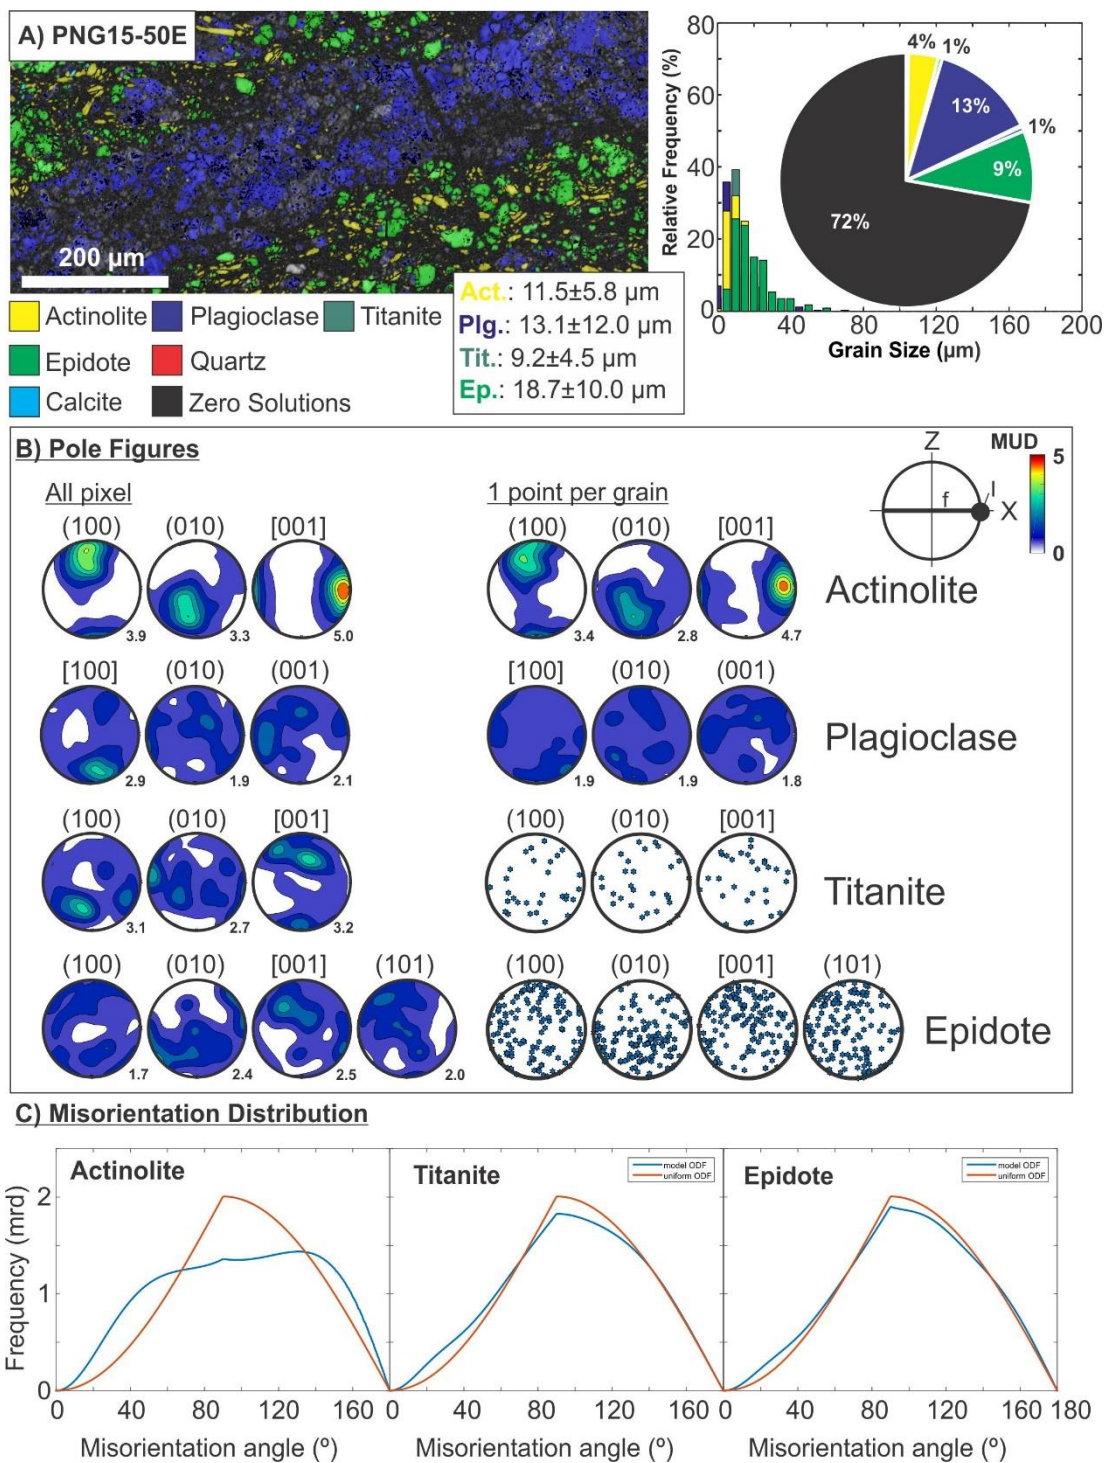 A) PNG15-50E
200 µm
Actinolite Plagioclase Titanite
Epidote Quartz
Calcite Zero Solutions
Act.: 11.5±5.8 µm
Plg.: 13.1±12.0 µm
Tit.: 9.2±4.5 µm
Ep.: 18.7±10.0 µm
Relative Frequency (%)
80
60
40
20
0
4% 1%
13%
1%
9%
72%
0 40 80 120 160 200
Grain Size (µm)
B) Pole Figures
All pixel 1 point per grain
Z
f l
X
MUD
5
0
(100) (010) [001] (100) (010) [001]
Actinolite
3.9 3.3 5.0 3.4 2.8 4.7
[100] (010) (001) [100] (010) (001)
Plagioclase
2.9 1.9 2.1 1.9 1.9 1.8
(100) (010) [001] (100) (010) [001]
Titanite
3.1 2.7 3.2
(100) (010) [001] (101) (100) (010) [001] (101)
Epidote
1.7 2.4 2.5 2.0
C) Misorientation Distribution
Actinolite Titanite Epidote
model ODF
uniform ODF
model ODF
uniform ODF
Frequency (mrd)
2
1
0
0 40 80 120 160 0 40 80 120 160 0 40 80 120 160 180
Misorientation angle (º) Misorientation angle (º) Misorientation angle (º)